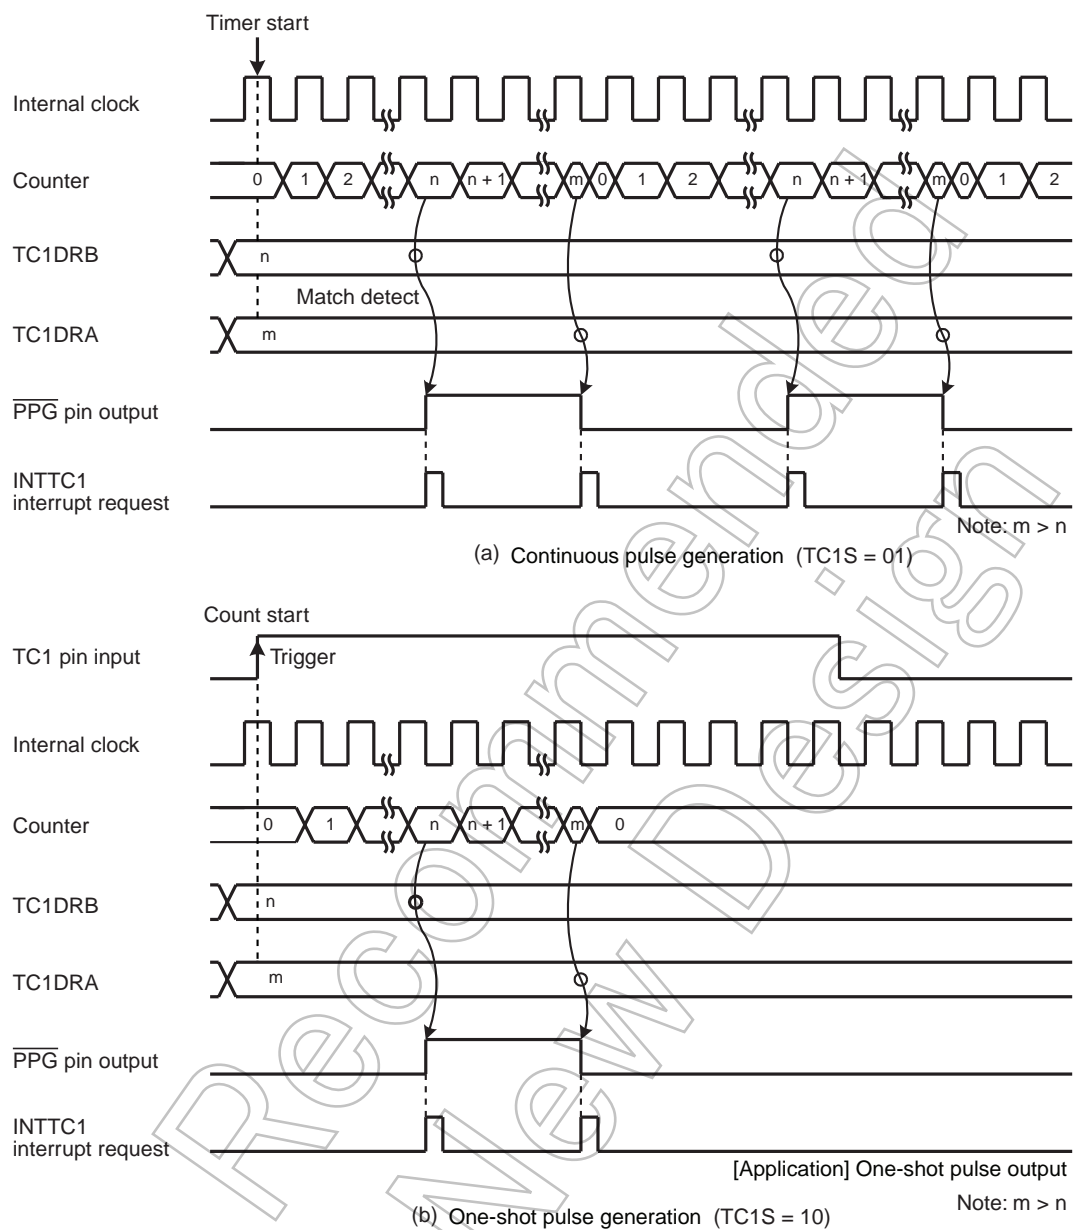 Timer start
Internal clock
Counter 0 1 2 n n + 1 m 0 1 2 n n + 1 m 0 1 2
TC1DRB n
Match detect
TC1DRA m
PPG pin output
INTTC1
interrupt request
Note: m > n
(a) Continuous pulse generation (TC1S = 01)
Count start
TC1 pin input Trigger
Internal clock
Counter 0 1 n n + 1 m 0
TC1DRB n
TC1DRA m
PPG pin output
INTTC1
interrupt request
[Application] One-shot pulse output
Note: m > n
(b) One-shot pulse generation (TC1S = 10)
Recommended
New Design